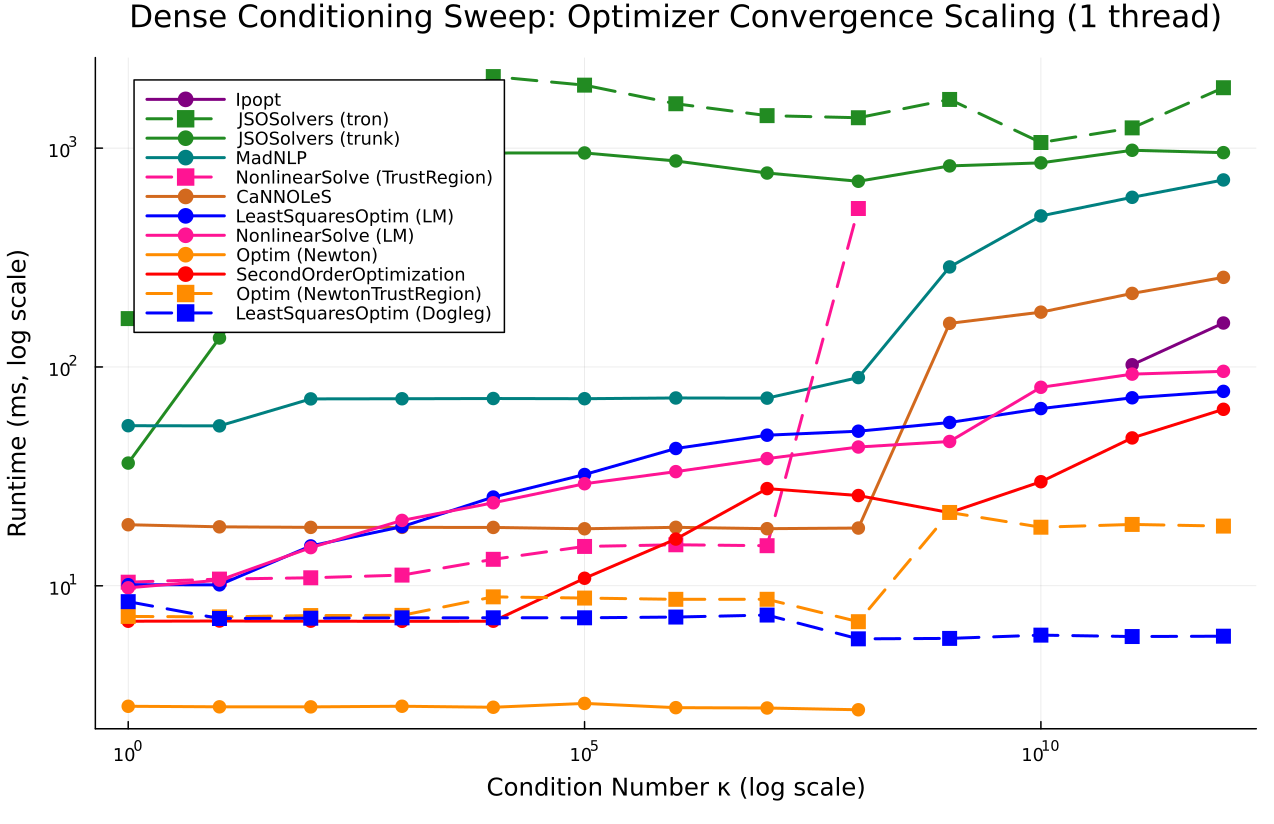 Dense Conditioning Sweep: Optimizer Convergence Scaling (1 thread)
Ipopt
JSOSolvers (tron)
JSOSolvers (trunk)
MadNLP
NonlinearSolve (TrustRegion)
CaNNOLeS
LeastSquaresOptim (LM)
NonlinearSolve (LM)
Optim (Newton)
SecondOrderOptimization
Optim (NewtonTrustRegion)
LeastSquaresOptim (Dogleg)
Runtime (ms, log scale)
10³
10²
10¹
10⁰ 10⁵ 10¹⁰
Condition Number κ (log scale)